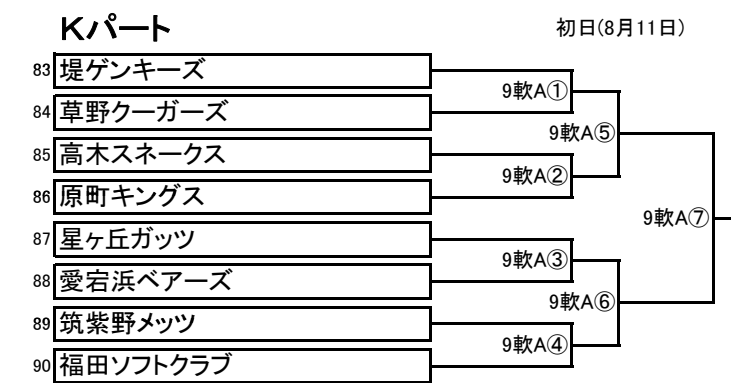 Kパート 初日(8月11日)
83 堤ゲンキーズ
9軟A①
84 草野クーガーズ
9軟A⑤
85 高木スネークス
9軟A②
86 原町キングス
9軟A⑦
87 星ヶ丘ガッツ
9軟A③
88 愛宕浜ベアーズ
9軟A⑥
89 筑紫野メッツ
9軟A④
90 福田ソフトクラブ